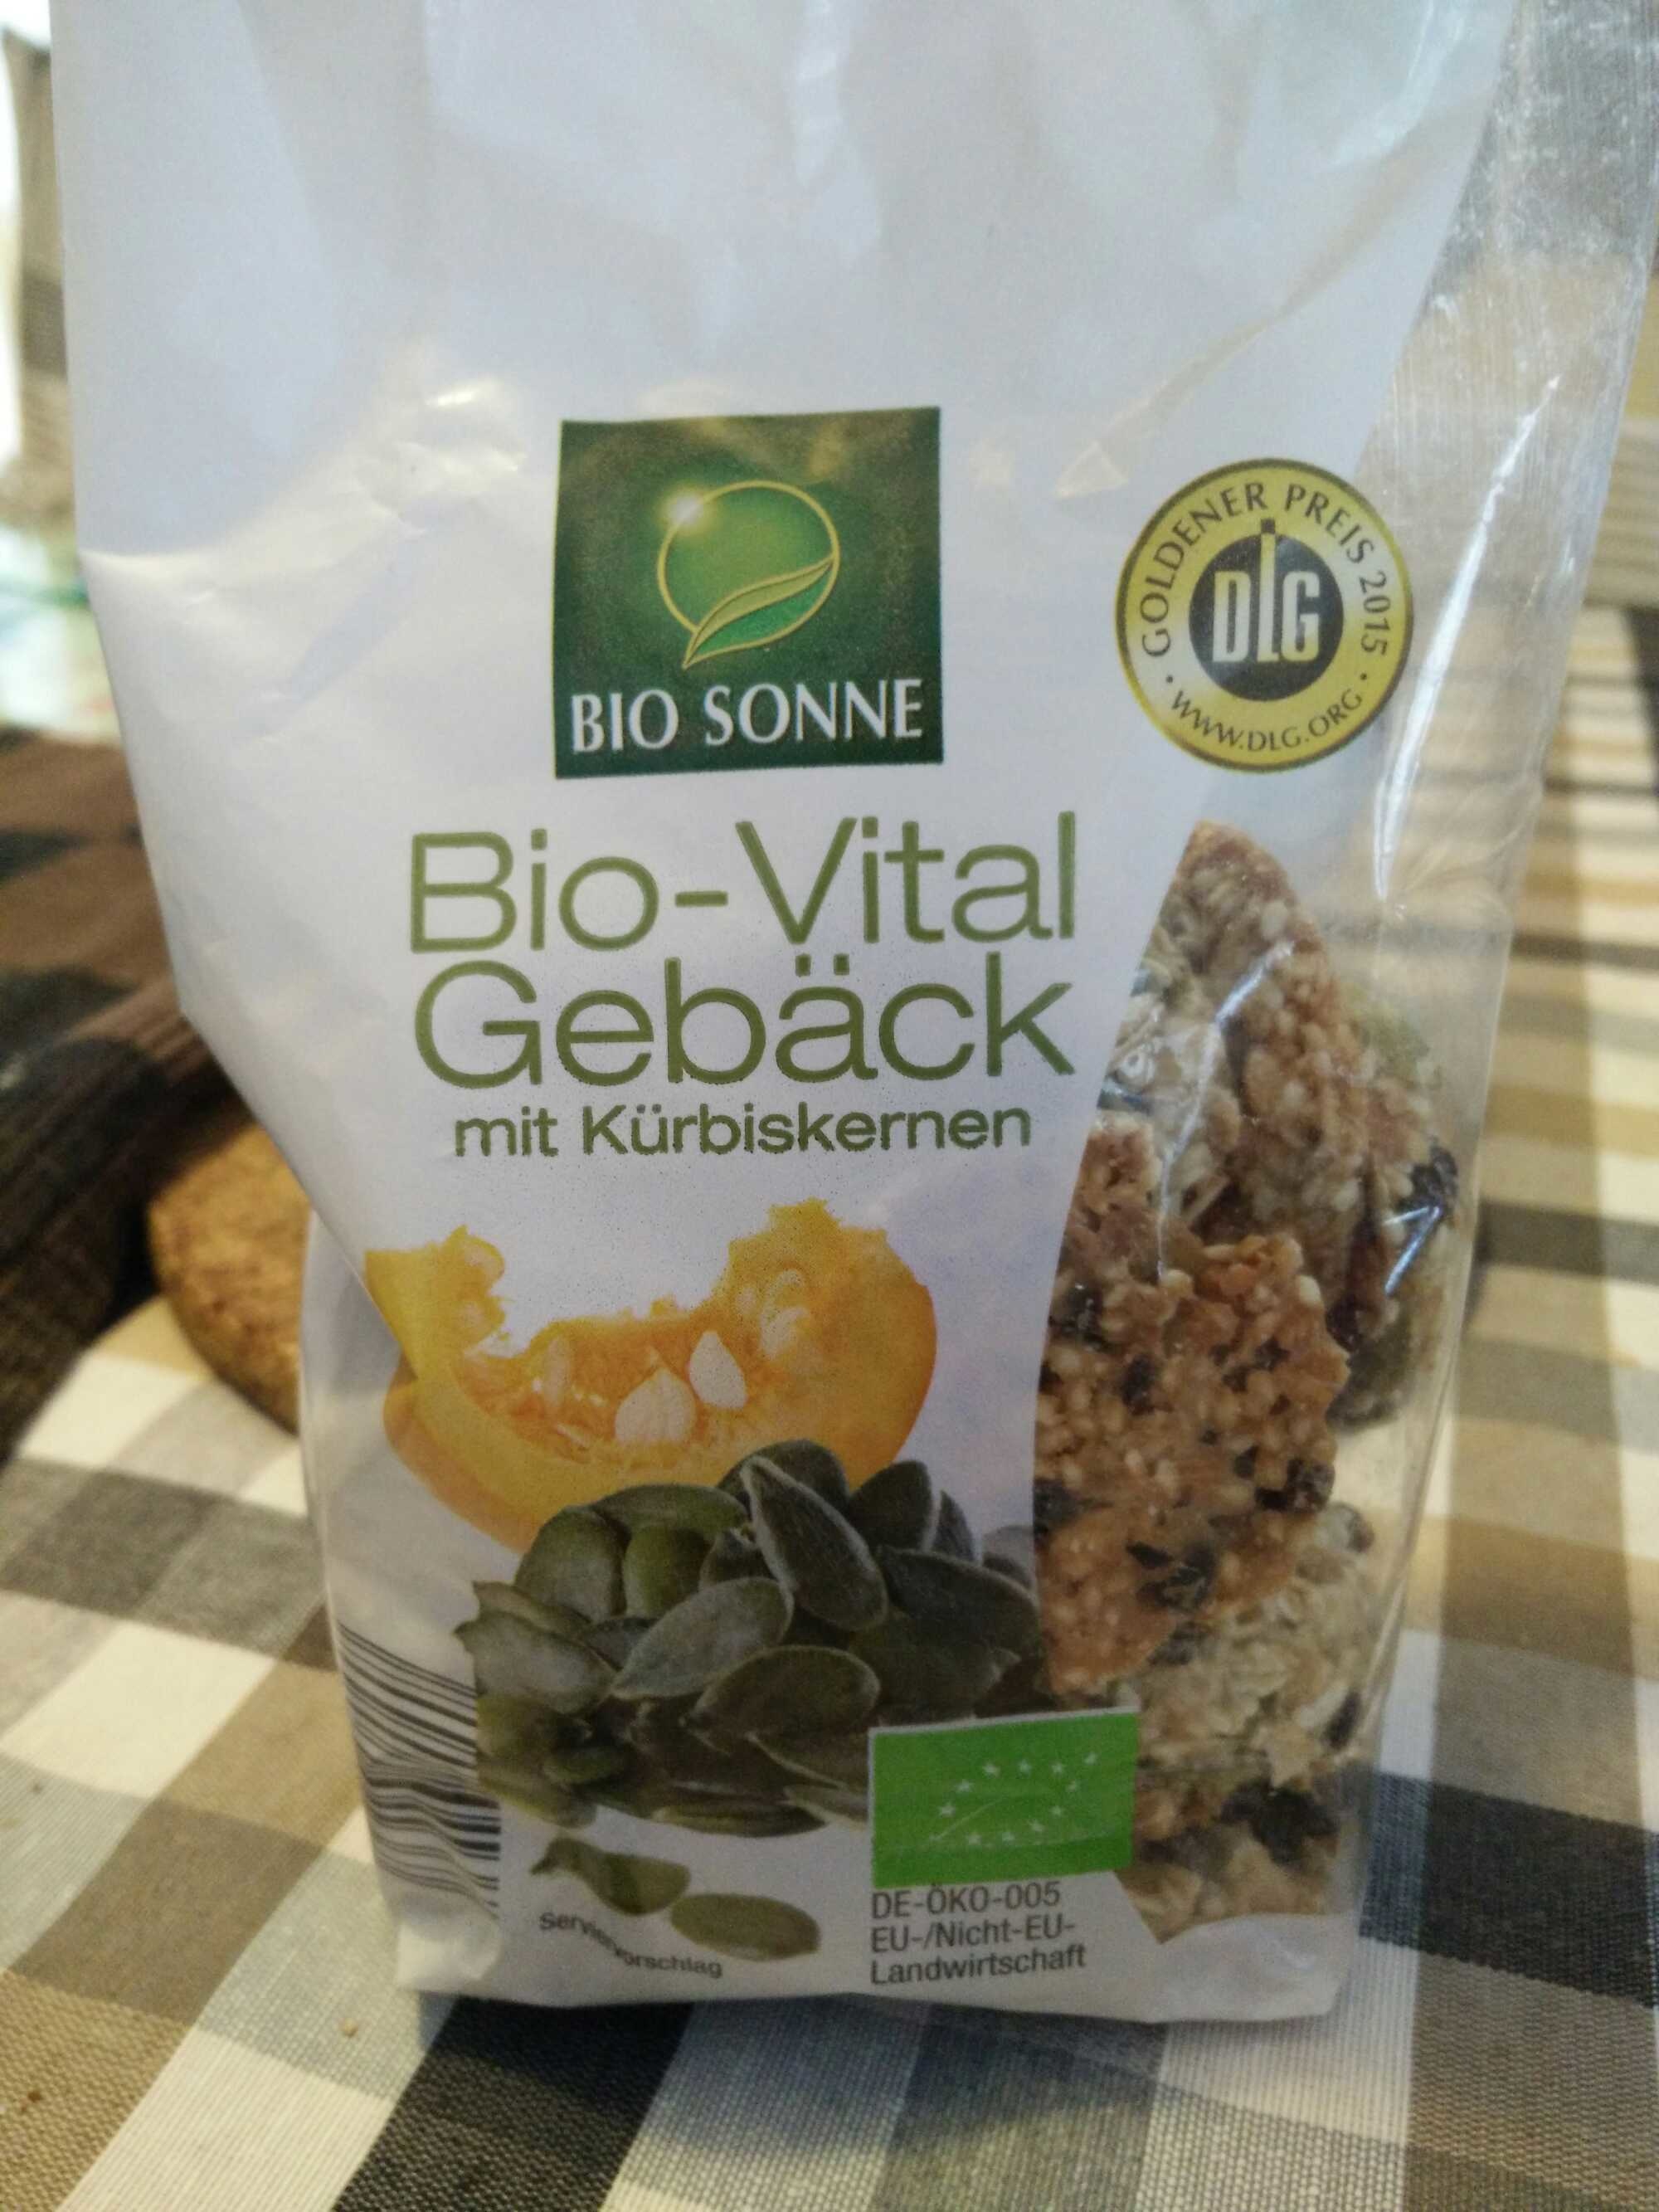 BIO SONNE
GOLDENER PREIS 2015
DLG
· WWW.DLG.ORG ·
Bio-Vital
Gebäck
mit Kürbiskernen
Serviervorschlag
DE-ÖKO-005
EU-/Nicht-EU-
Landwirtschaft